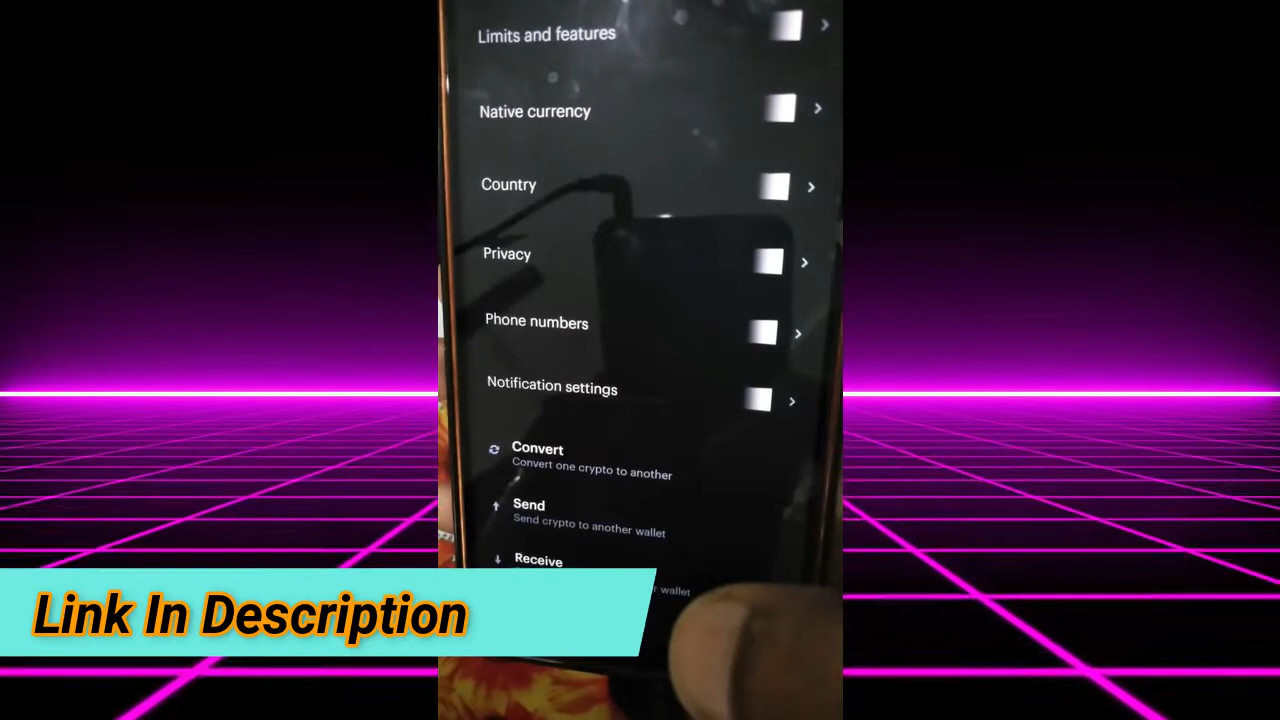 Limits and features
Native currency
Country
Privacy
Phone numbers
Notification settings
Convert
Convert one crypto to another
Send
Send crypto to another wallet
Receive
wallet
Link In Description